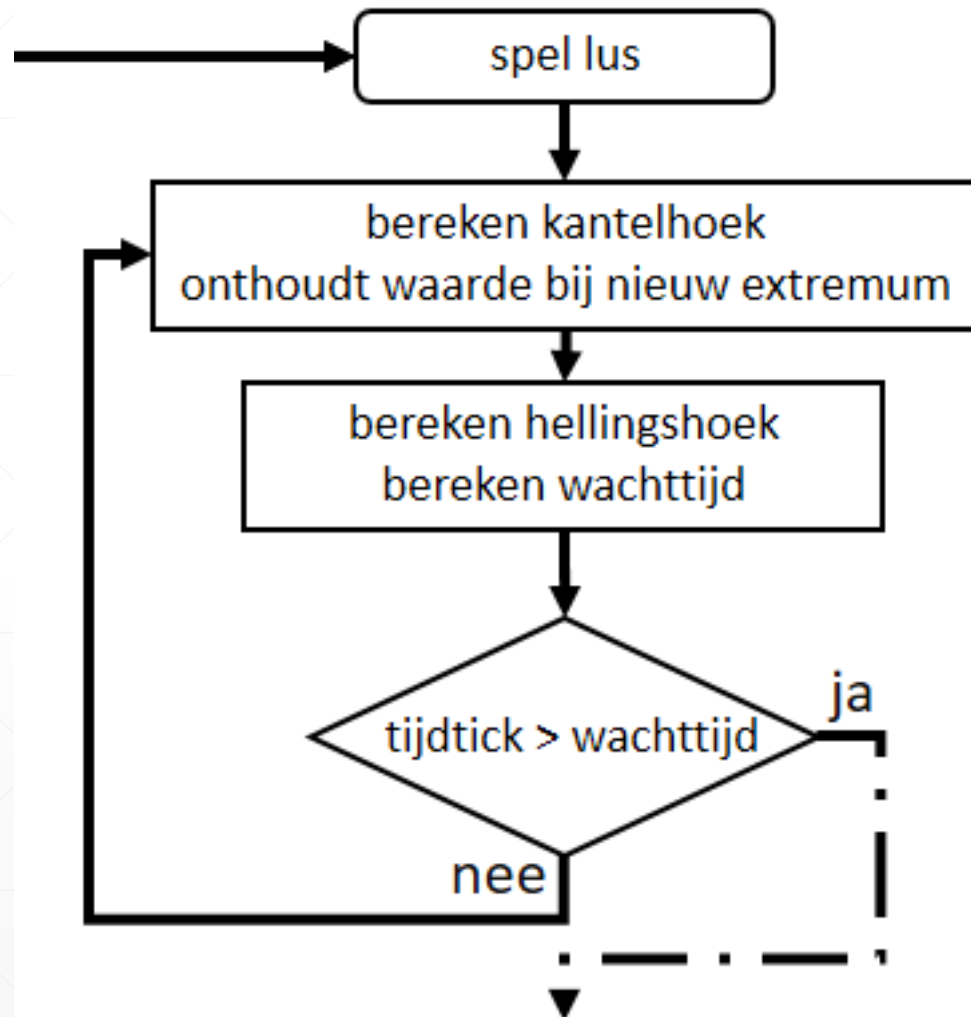 spel lus
bereken kantelhoek
onthoudt waarde bij nieuw extremum
bereken hellingshoek
bereken wachttijd
tijdtick > wachttijd
ja
nee